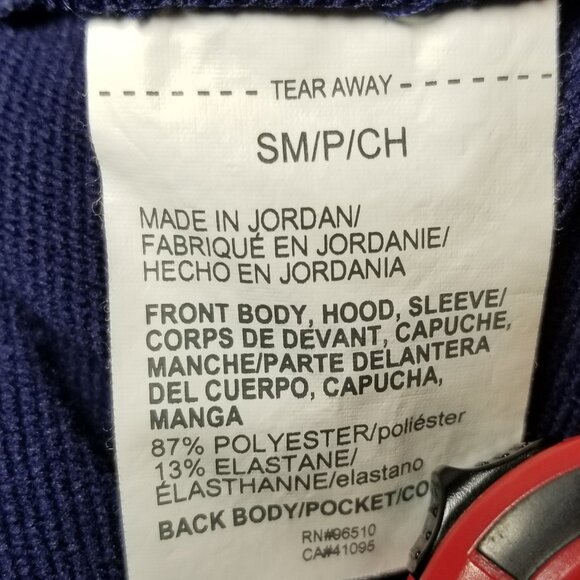 TEAR AWAY
SM/P/CH
MADE IN JORDAN/
FABRIQUÉ EN JORDANIE/
HECHO EN JORDANIA
FRONT BODY, HOOD, SLEEVE/
CORPS DE DEVANT, CAPUCHE,
MANCHE/PARTE DELANTERA
DEL CUERPO, CAPUCHA,
MANGA
87% POLYESTER/poliéster
13% ELASTANE/
ÉLASTHANNE/elastano
BACK BODY/POCKET/
RN#96510
CA#41095